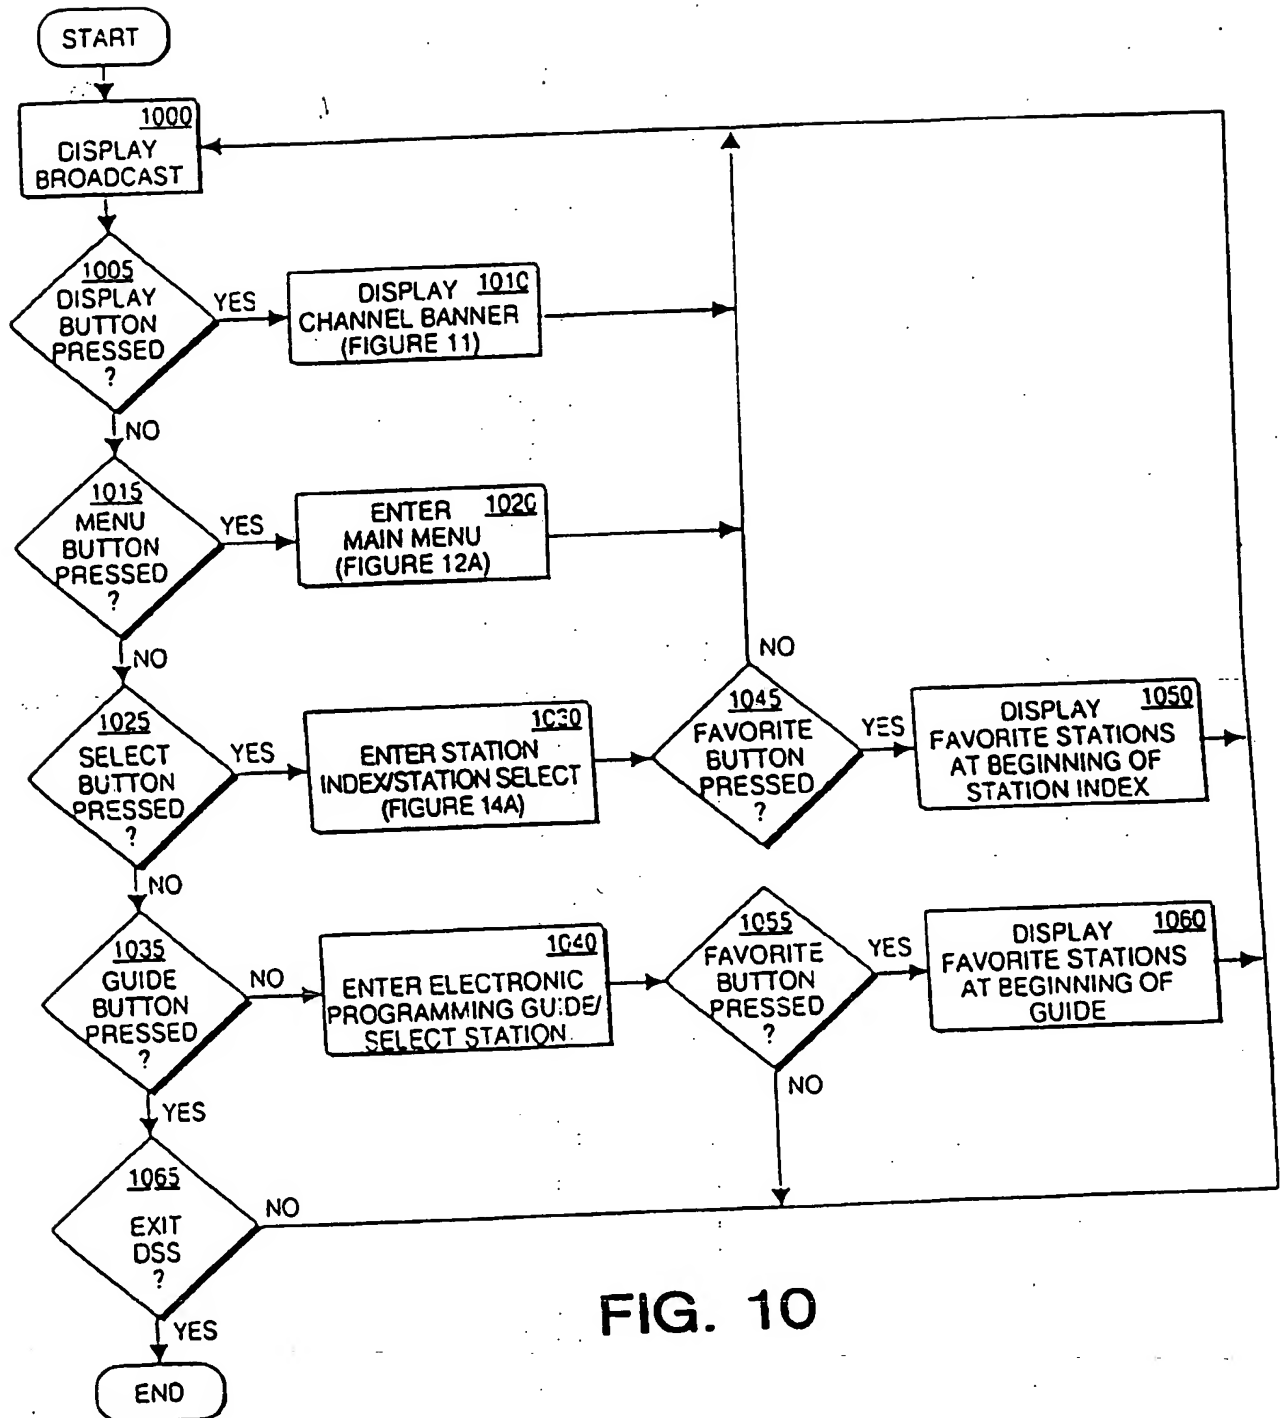 START
1000
DISPLAY
BROADCAST
1005
DISPLAY
BUTTON
PRESSED
?
YES
DISPLAY 1010
CHANNEL BANNER
(FIGURE 11)
NO
1015
MENU
BUTTON
PRESSED
?
YES
ENTER 1020
MAIN MENU
(FIGURE 12A)
NO
1025
SELECT
BUTTON
PRESSED
?
YES
1030
ENTER STATION
INDEX/STATION SELECT
(FIGURE 14A)
NO
1045
FAVORITE
BUTTON
PRESSED
?
YES
1050
DISPLAY
FAVORITE STATIONS
AT BEGINNING OF
STATION INDEX
NO
1035
GUIDE
BUTTON
PRESSED
?
NO
1040
ENTER ELECTRONIC
PROGRAMMING GUIDE/
SELECT STATION
1055
FAVORITE
BUTTON
PRESSED
?
YES
1060
DISPLAY
FAVORITE STATIONS
AT BEGINNING OF
GUIDE
NO
YES
1065
EXIT
DSS
?
NO
YES
END
FIG. 10